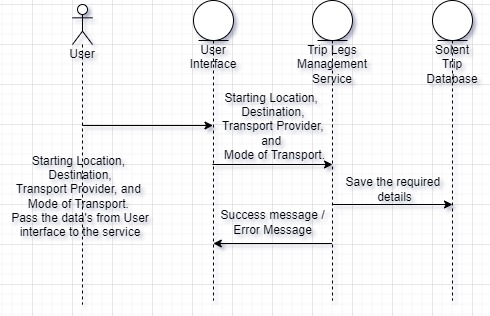 User
User
Interface
Trip Legs
Management
Service
Solent
Trip
Database
Starting Location,
Destination,
Transport Provider,
and
Mode of Transport.
Starting Location,
Destination,
Transport Provider, and
Mode of Transport.
Pass the data's from User
interface to the service
Save the required
details
Success message /
Error Message